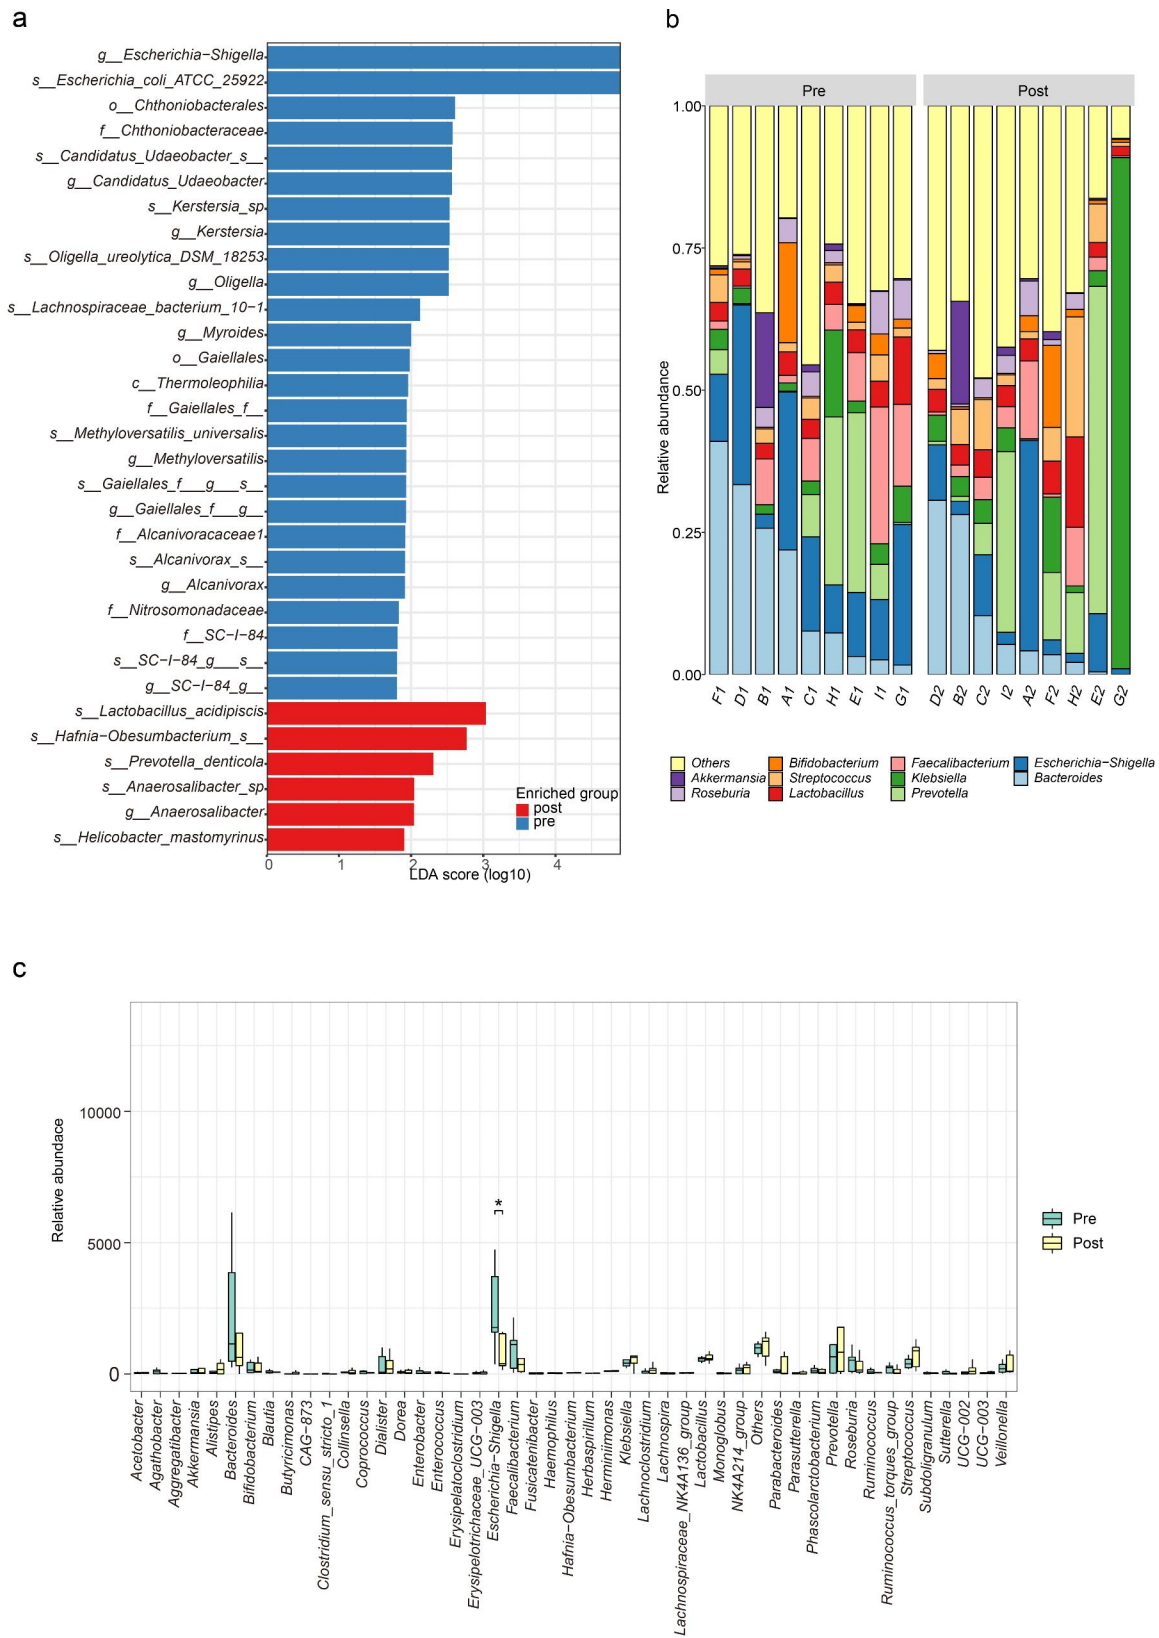 a
g__Escherichia−Shigella
s__Escherichia_coli_ATCC_25922
o__Chthoniobacterales
f__Chthoniobacteraceae
s__Candidatus_Udaeobacter_s__
g__Candidatus_Udaeobacter
s__Kerstersia_sp
g__Kerstersia
s__Oligella_ureolytica_DSM_18253
g__Oligella
s__Lachnospiraceae_bacterium_10−1
g__Myroides
o__Gaiellales
c__Thermoleophilia
f__Gaiellales_f__
s__Methyloversatilis_universalis
g__Methyloversatilis
s__Gaiellales_f___g___s__
g__Gaiellales_f___g__
f__Alcanivoracaceae1
s__Alcanivorax_s__
g__Alcanivorax
f__Nitrosomonadaceae
f__SC−I−84
s__SC−I−84_g___s__
g__SC−I−84_g__
s__Lactobacillus_acidipiscis
s__Hafnia−Obesumbacterium_s__
s__Prevotella_denticola
s__Anaerosalibacter_sp
g__Anaerosalibacter
s__Helicobacter_mastomyrinus
Enriched group
post
pre
0 1 2 3 4
LDA score (log10)
b
Pre Post
Relative abundance
1.00
0.75
0.50
0.25
0.00
F1 D1 B1 A1 C1 H1 E1 I1 G1 D2 B2 C2 I2 A2 F2 H2 E2 G2
Others Bifidobacterium Faecalibacterium Escherichia−Shigella
Akkermansia Streptococcus Klebsiella Bacteroides
Roseburia Lactobacillus Prevotella
c
Relative abundace
10000
5000
0
*
Pre
Post
Acetobacter
Agathobacter
Aggregatibacter
Akkermansia
Alistipes
Bacteroides
Bifidobacterium
Blautia
Butyricimonas
CAG−873
Clostridium_sensu_stricto_1
Collinsella
Coprococcus
Dialister
Dorea
Enterobacter
Enterococcus
Erysipelatoclostridium
Erysipelotrichaceae_UCG−003
Escherichia−Shigella
Faecalibacterium
Fusicatenibacter
Haemophilus
Hafnia−Obesumbacterium
Herbaspirillum
Herminiimonas
Klebsiella
Lachnoclostridium
Lachnospira
Lachnospiraceae_NK4A136_group
Lactobacillus
Monoglobus
NK4A214_group
Others
Parabacteroides
Parasutterella
Phascolarctobacterium
Prevotella
Roseburia
Ruminococcus
Ruminococcus_torques_group
Streptococcus
Subdoligranulum
Sutterella
UCG−002
UCG−003
Veillonella